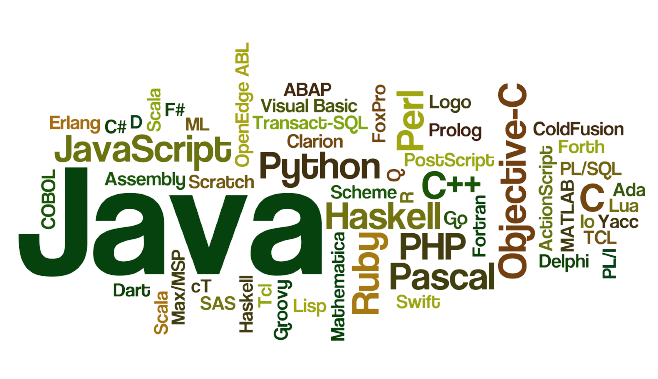 OpenEdge ABL
ABAP
Visual Basic
FoxPro
Perl
Logo
Objective-C
Scala
F#
Erlang
C#
D
ML
Transact-SQL
Clarion
Prolog
ColdFusion
JavaScript
Python
Q
PostScript
ActionScript
Forth
COBOL
Assembly
Scratch
Scheme
R
C++
MATLAB
PL/SQL
C
Ada
Lua
Java
Haskell
Go
Fortran
Io
Yacc
TCL
Mathematica
Ruby
PHP
Delphi
PL/I
Pascal
Dart
Scala
Max/MSP
cT
SAS
Haskell
Tcl
Groovy
Lisp
Swift